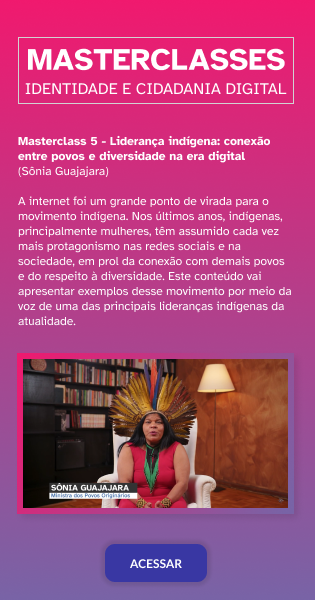 MASTERCLASSES
IDENTIDADE E CIDADANIA DIGITAL
Masterclass 5 - Liderança indígena: conexão
entre povos e diversidade na era digital
(Sônia Guajajara)
A internet foi um grande ponto de virada para o
movimento indígena. Nos últimos anos, indígenas,
principalmente mulheres, têm assumido cada vez
mais protagonismo nas redes sociais e na
sociedade, em prol da conexão com demais povos
e do respeito à diversidade. Este conteúdo vai
apresentar exemplos desse movimento por meio da
voz de uma das principais lideranças indígenas da
atualidade.
SÔNIA GUAJAJARA
Ministra dos Povos Originários
ACESSAR